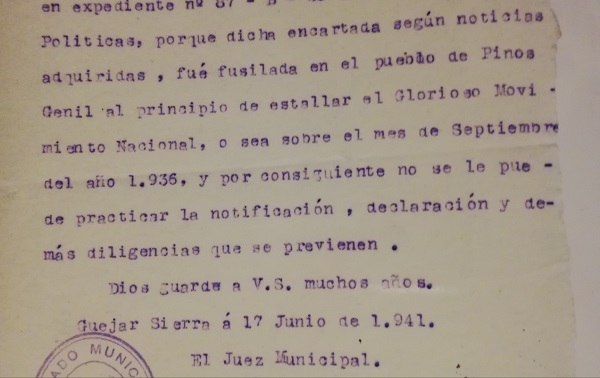 en expediente nº 87 - B - de
Politicas, porque dicha encartada según noticias
adquiridas , fué fusilada en el pueblo de Pinos
Genil al principio de estallar el Glorioso Movi -
miento Nacional, o sea sobre el mes de Septiembre
del año 1.936, y por consiguiente no se le pue -
de practicar la notificación , declaración y de-
más diligencias que se previenen .
Dios guarde a V.S. muchos años.
Guejar Sierra á 17 Junio de 1.941.
El Juez Municipal.
ADO MUNIC